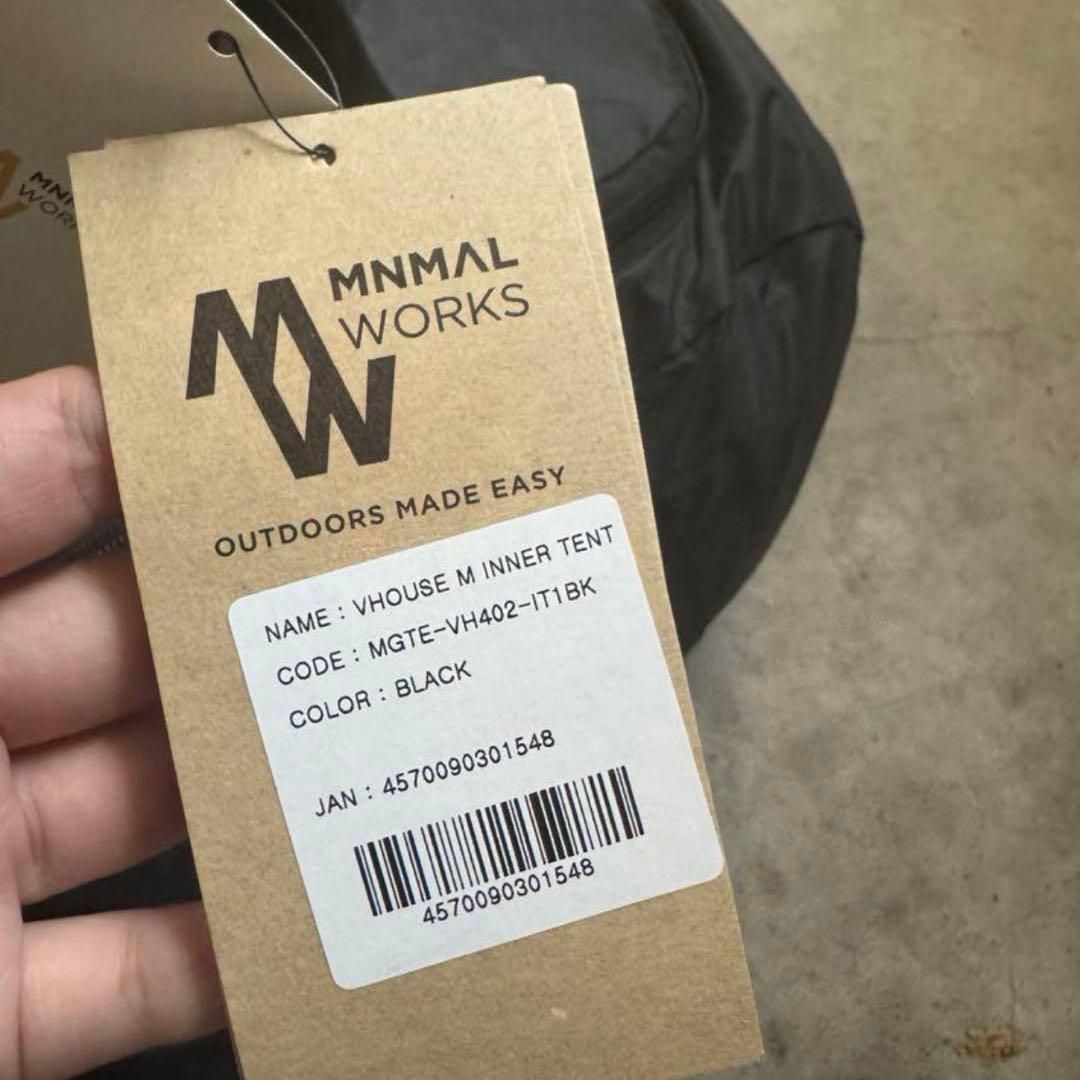 MNMAL
WORKS
OUTDOORS MADE EASY
NAME : VHOUSE M INNER TENT
CODE : MGTE-VH402-IT1BK
COLOR : BLACK
JAN : 4570090301548
4570090301548